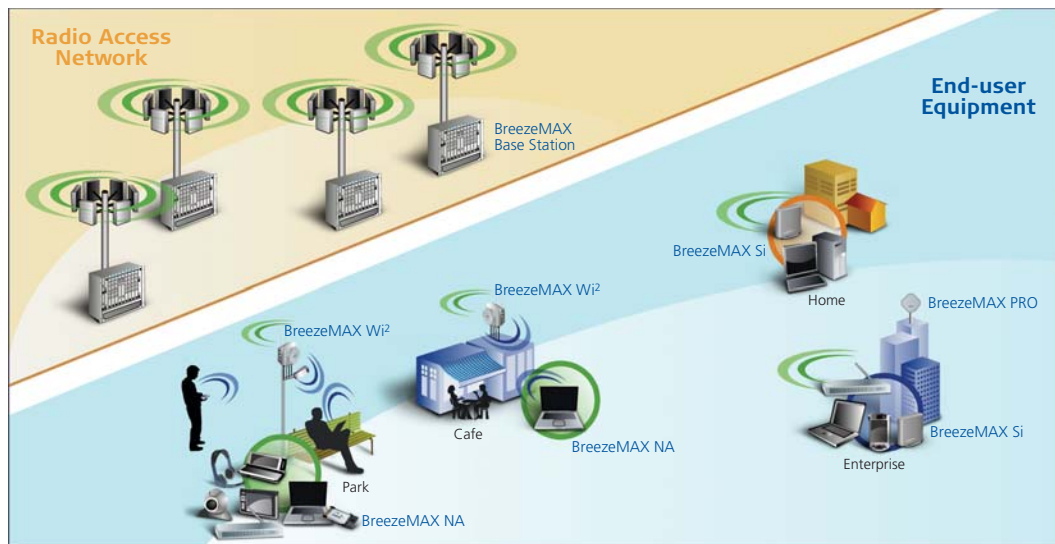 Radio Access
Network
End-user
Equipment
BreezeMAX
Base Station
BreezeMAX Si
Home
BreezeMAX Wi²
BreezeMAX PRO
BreezeMAX Wi²
Cafe
BreezeMAX NA
BreezeMAX Si
Enterprise
Park
BreezeMAX NA